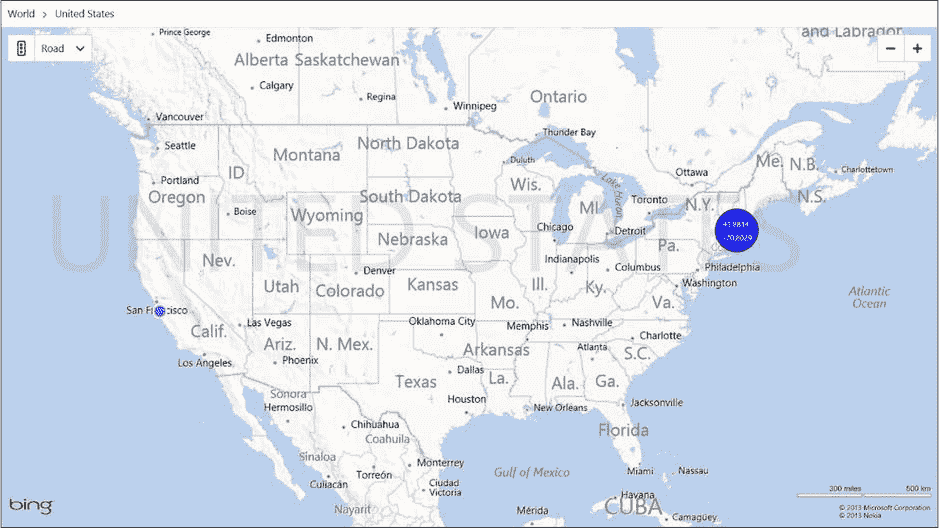 World > United States
Road
Prince George
Edmonton
and Labrador
Alberta Saskatchewan
Calgary
Regina
Winnipeg
Ontario
Vancouver
Thunder Bay
Seattle
North Dakota
Montana
ID
Duluth
Ottawa
Me. N.B.
Charlottetown
Portland
Oregon
South Dakota
Wis.
Lake Huron
Toronto
N.Y.
N.S.
UNITED STATES
Boise
Wyoming
MI
Chicago
Detroit
Iowa
Nebraska
Pa.
Nev.
Indianapolis
Columbus
Philadelphia
Denver
Utah
Colorado
Kansas
Ill.
Ky.
Washington
Atlantic
Ocean
Mo.
Va.
San Francisco
Calif.
Las Vegas
Oklahoma City
Memphis
Nashville
Charlotte
Ariz.
N. Mex.
Arkansas
Atlanta
S.C.
Phoenix
Los Angeles
Texas
Dallas
La.
Ala.
Ga.
Sonora
Hermosillo
Houston
New Orleans
Jacksonville
Chihuahua
Coahuila
Florida
Sinaloa
Monterrey
Torreón
Gulf of Mexico
Miami
Nassau
Culiacán
Ciudad
Victoria
300 miles
500 km
Havana
CUBA
bing
Nayarit
Mérida
Camagüey
© 2013 Microsoft Corporation
© 2013 Nokia